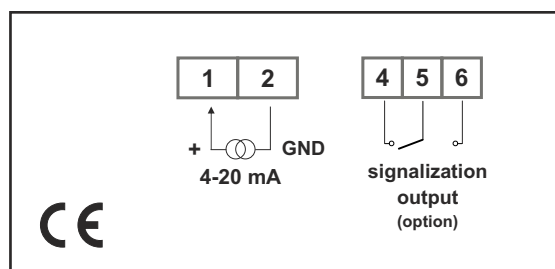 1 2
+ GND
4-20 mA
4 5 6
signalization
output
(option)
CE